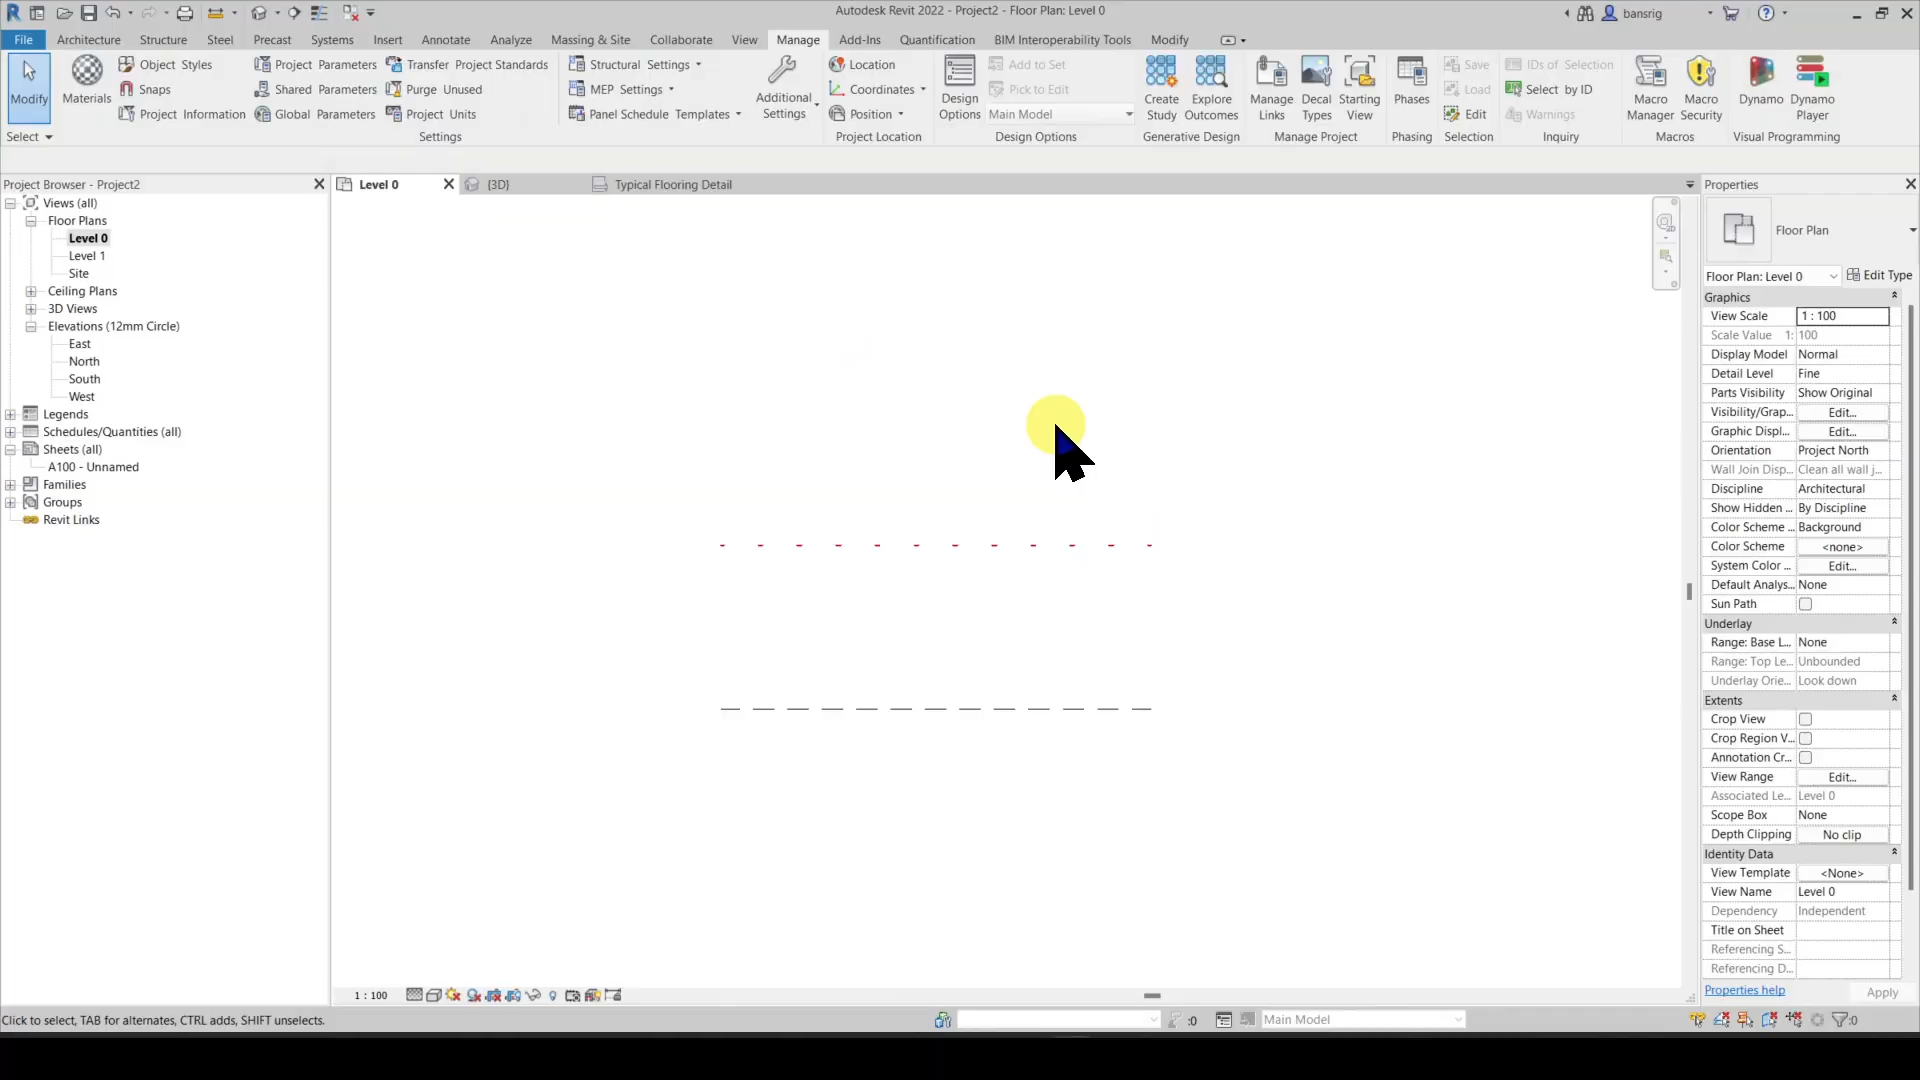 Autodesk Revit 2022 - Project2 - Floor Plan: Level 0
bansrig
File Architecture Structure Steel Precast Systems Insert Annotate Analyze Massing & Site Collaborate View Manage Add-Ins Quantification BIM Interoperability Tools Modify
Modify
Materials
Object Styles
Snaps
Project Information
Project Parameters
Shared Parameters
Global Parameters
Transfer Project Standards
Purge Unused
Project Units
Structural Settings
MEP Settings
Panel Schedule Templates
Additional Settings
Location
Coordinates
Position
Design Options
Add to Set
Pick to Edit
Main Model
Create Study
Explore Outcomes
Manage Links
Decal Types
Starting View
Phases
Save
Load
Edit
IDs of Selection
Select by ID
Warnings
Macro Manager
Macro Security
Dynamo
Dynamo Player
Select Settings Project Location Design Options Generative Design Manage Project Phasing Selection Inquiry Macros Visual Programming
Project Browser - Project2
Views (all)
Floor Plans
Level 0
Level 1
Site
Ceiling Plans
3D Views
Elevations (12mm Circle)
East
North
South
West
Legends
Schedules/Quantities (all)
Sheets (all)
A100 - Unnamed
Families
Groups
Revit Links
Level 0
{3D}
Typical Flooring Detail
2D
Properties
Floor Plan
Floor Plan: Level 0 Edit Type
Graphics
View Scale 1 : 100
Scale Value 1: 100
Display Model Normal
Detail Level Fine
Parts Visibility Show Original
Visibility/Grap... Edit...
Graphic Displ... Edit...
Orientation Project North
Wall Join Disp... Clean all wall j...
Discipline Architectural
Show Hidden ... By Discipline
Color Scheme ... Background
Color Scheme <none>
System Color ... Edit...
Default Analys... None
Sun Path
Underlay
Range: Base L... None
Range: Top Le... Unbounded
Underlay Orie... Look down
Extents
Crop View
Crop Region V...
Annotation Cr...
View Range Edit...
Associated Le... Level 0
Scope Box None
Depth Clipping No clip
Identity Data
View Template <None>
View Name Level 0
Dependency Independent
Title on Sheet
Referencing S...
Referencing D...
Properties help Apply
1 : 100
Click to select, TAB for alternates, CTRL adds, SHIFT unselects.
:0
Main Model
:0